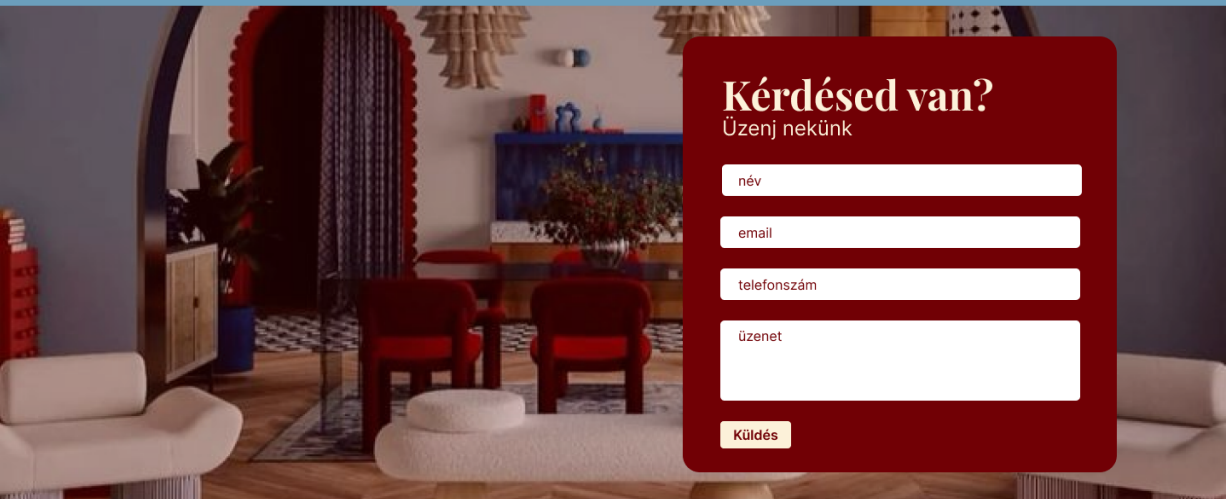 Kérdésed van?
Üzenj nekünk
név
email
telefonszám
üzenet
Küldés